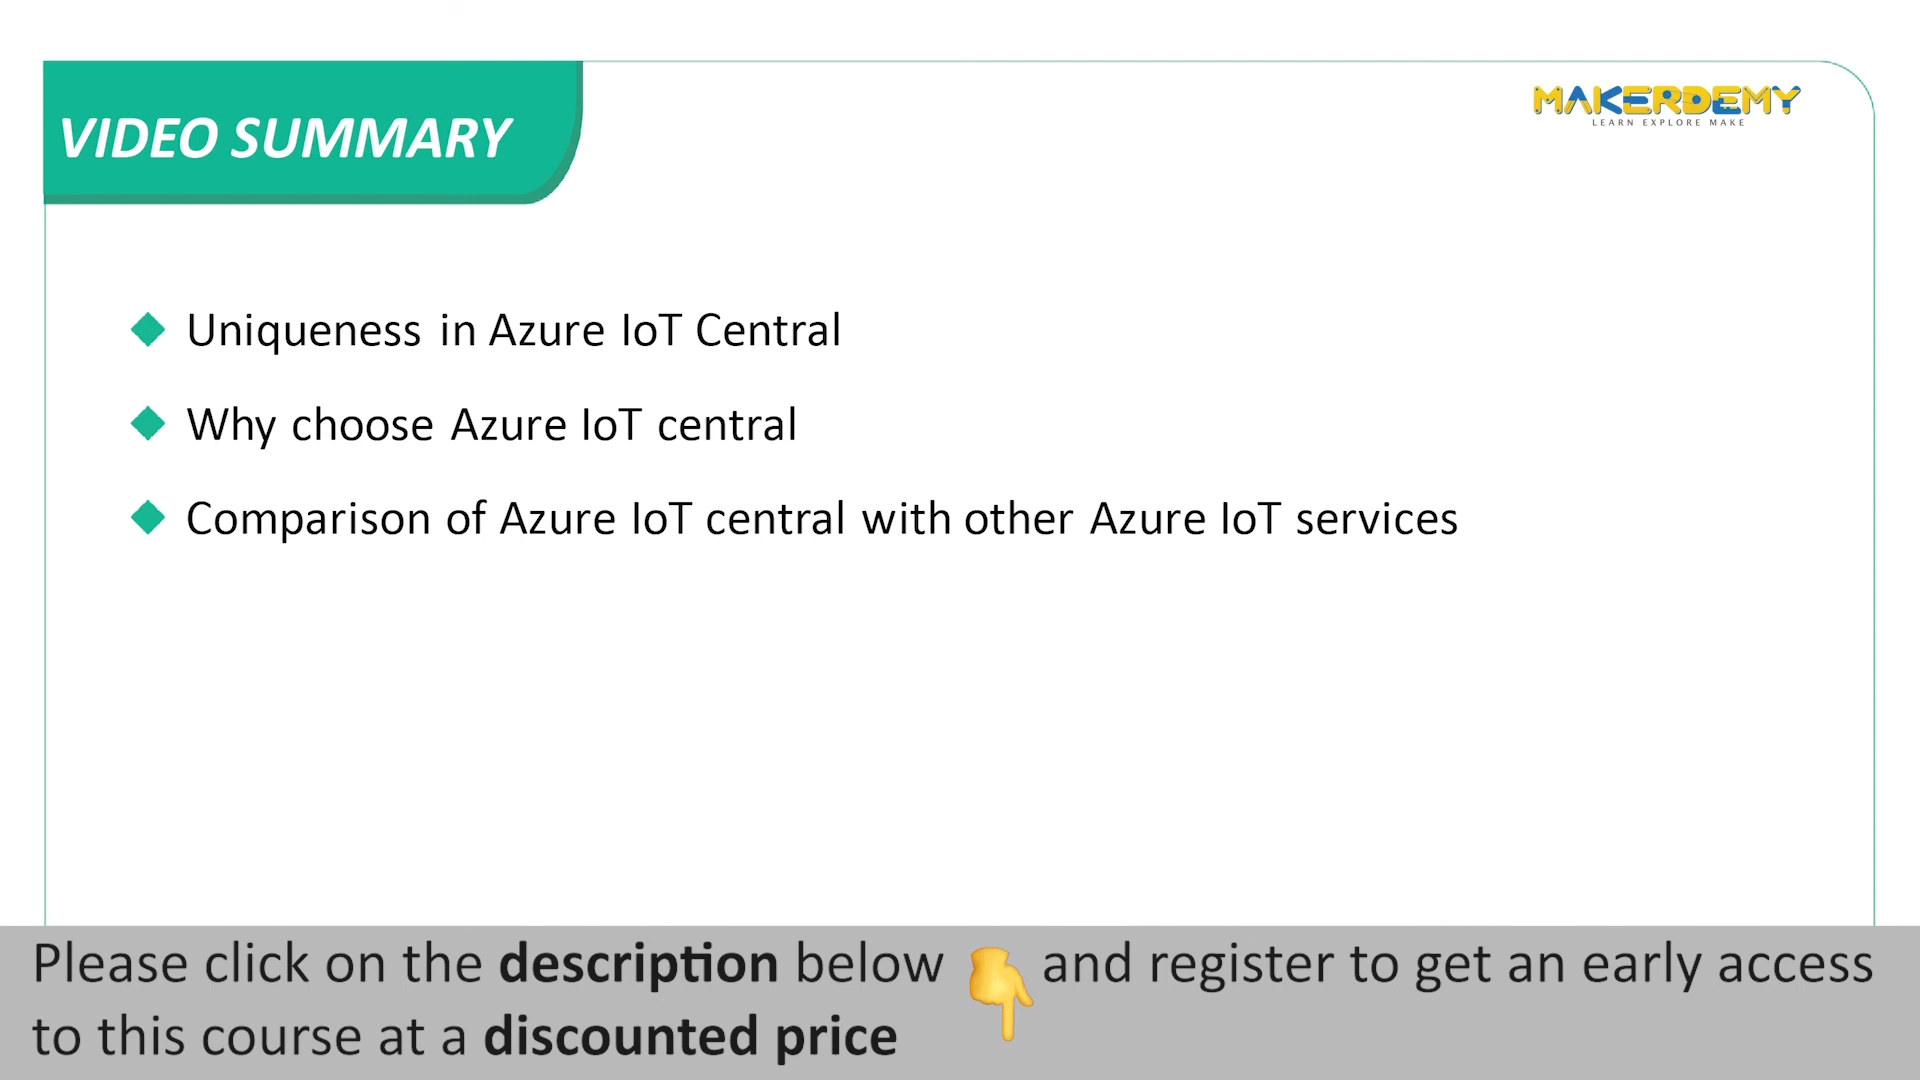 VIDEO SUMMARY
MAKERDEMY
LEARN EXPLORE MAKE
Uniqueness in Azure IoT Central
Why choose Azure IoT central
Comparison of Azure IoT central with other Azure IoT services
Please click on the description below 👇 and register to get an early access
to this course at a discounted price